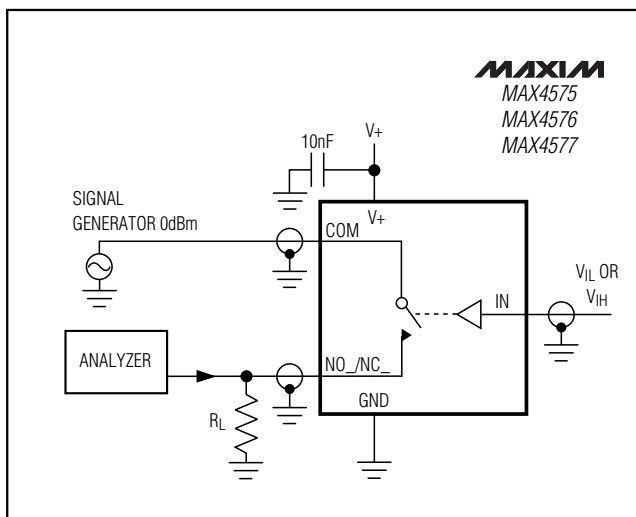 MAXIM
MAX4575
MAX4576
MAX4577
V+
10nF
V+
SIGNAL
GENERATOR 0dBm
COM
VIL OR
VIH
IN
ANALYZER
NO_/NC_
RL
GND